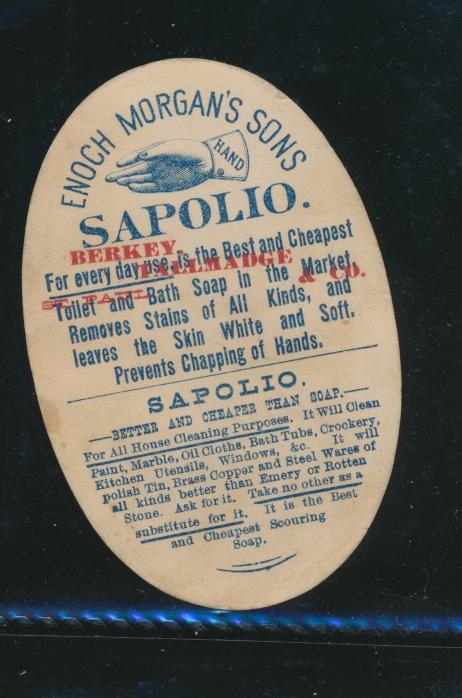 ENOCH MORGAN'S SONS
HAND
SAPOLIO.
BERKEY,
TALLMADGE
& CO.
ST. PAUL
For every day use. Is the Best and Cheapest
Toilet and Bath Soap in the Market,
Removes Stains of All Kinds, and
leaves the Skin White and Soft.
Prevents Chapping of Hands.
SAPOLIO.
—BETTER AND CHEAPER THAN SOAP.—
For All House Cleaning Purposes. It Will Clean
Paint, Marble, Oil Cloths, Bath Tubs, Crockery,
Kitchen Utensils, Windows, &c. It will
Polish Tin, Brass Copper and Steel Wares of
all kinds better than Emery or Rotten
Stone. Ask for it. Take no other as a
substitute for it. It is the Best
and Cheapest Scouring
Soap.